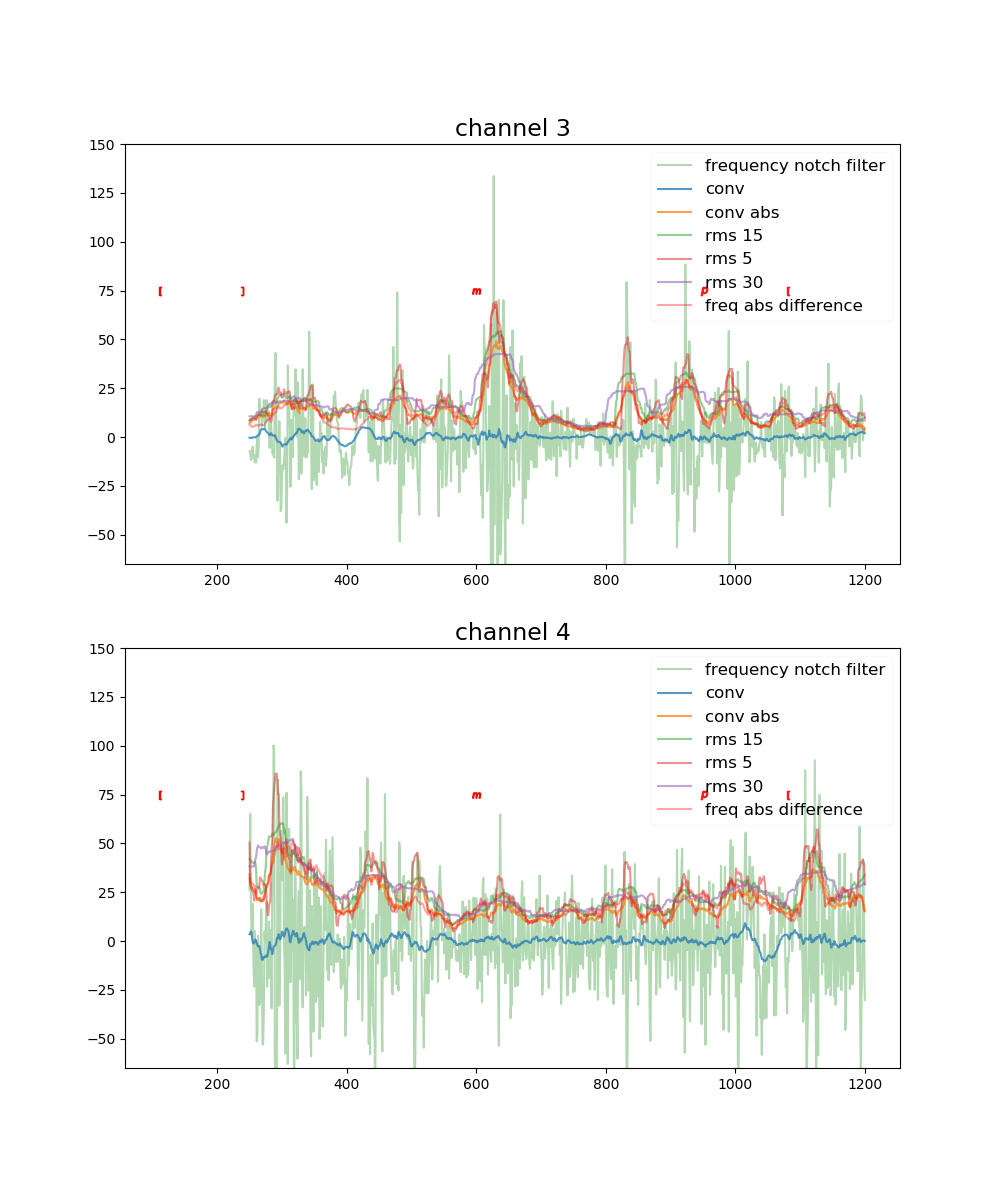 channel 3
150
125
100
75
50
25
0
−25
−50
[ ] m p [
frequency notch filter
conv
conv abs
rms 15
rms 5
rms 30
freq abs difference
200 400 600 800 1000 1200
channel 4
150
125
100
75
50
25
0
−25
−50
[ ] m p [
frequency notch filter
conv
conv abs
rms 15
rms 5
rms 30
freq abs difference
200 400 600 800 1000 1200